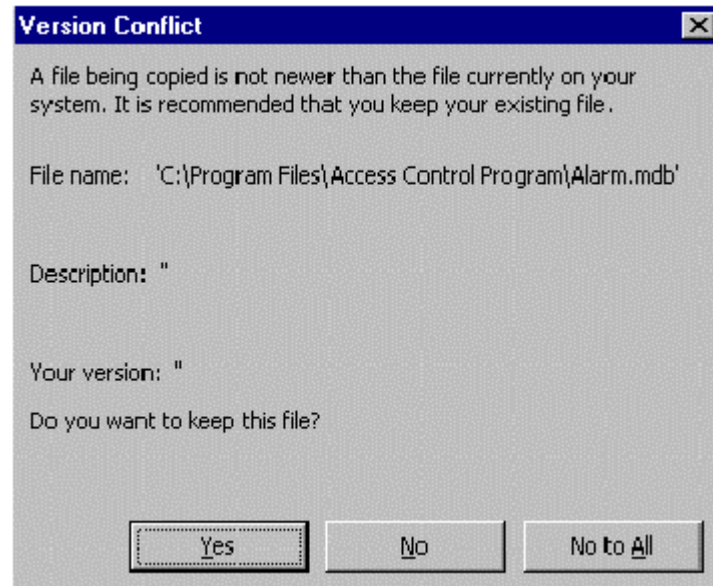 Version Conflict
A file being copied is not newer than the file currently on your
system. It is recommended that you keep your existing file.
File name: 'C:\Program Files\Access Control Program\Alarm.mdb'
Description: "
Your version: "
Do you want to keep this file?
Yes No No to All